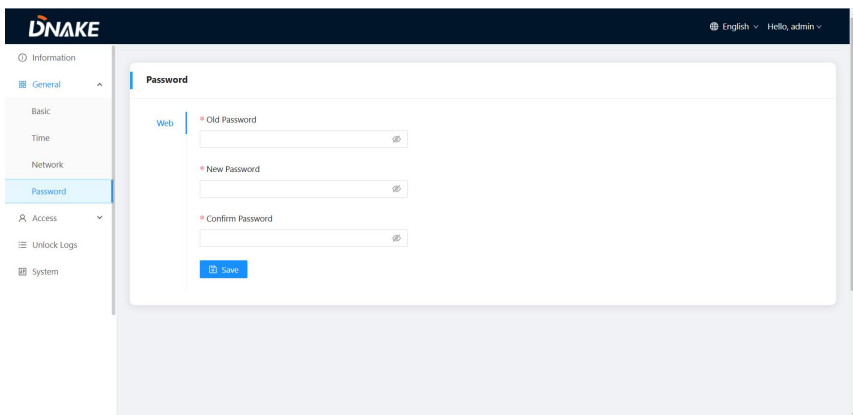 DNAKE
English
Hello, admin
Information
General
Basic
Time
Network
Password
Access
Unlock Logs
System
Password
Web
* Old Password
* New Password
* Confirm Password
Save